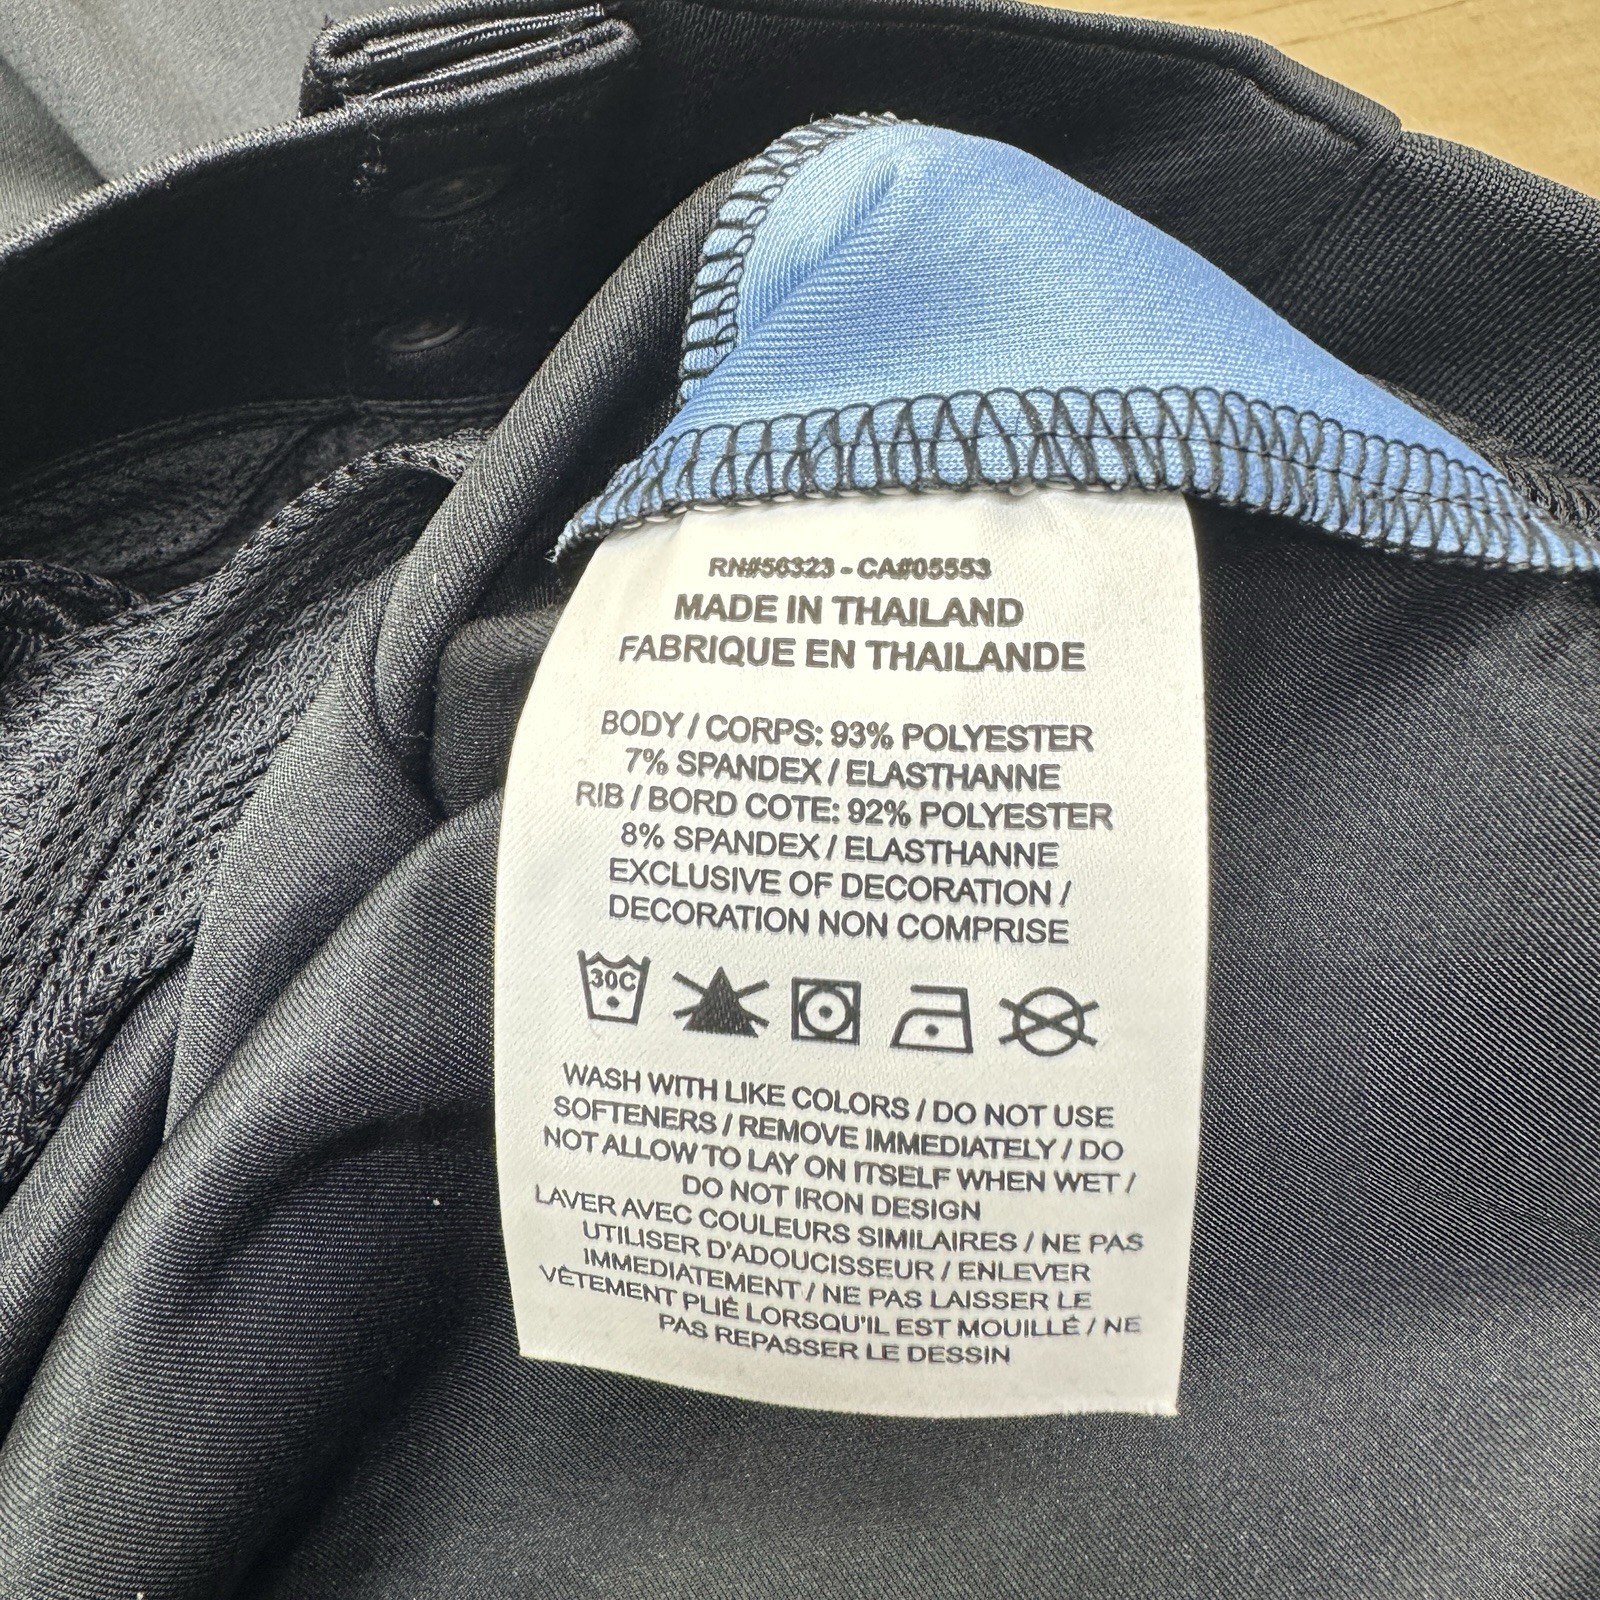 RN#56323 - CA#05553
MADE IN THAILAND
FABRIQUE EN THAILANDE
BODY / CORPS: 93% POLYESTER
7% SPANDEX / ELASTHANNE
RIB / BORD COTE: 92% POLYESTER
8% SPANDEX / ELASTHANNE
EXCLUSIVE OF DECORATION /
DECORATION NON COMPRISE
30C
WASH WITH LIKE COLORS / DO NOT USE
SOFTENERS / REMOVE IMMEDIATELY / DO
NOT ALLOW TO LAY ON ITSELF WHEN WET /
DO NOT IRON DESIGN
LAVER AVEC COULEURS SIMILAIRES / NE PAS
UTILISER D'ADOUCISSEUR / ENLEVER
IMMEDIATEMENT / NE PAS LAISSER LE
VÊTEMENT PLIÉ LORSQU'IL EST MOUILLÉ / NE
PAS REPASSER LE DESSIN